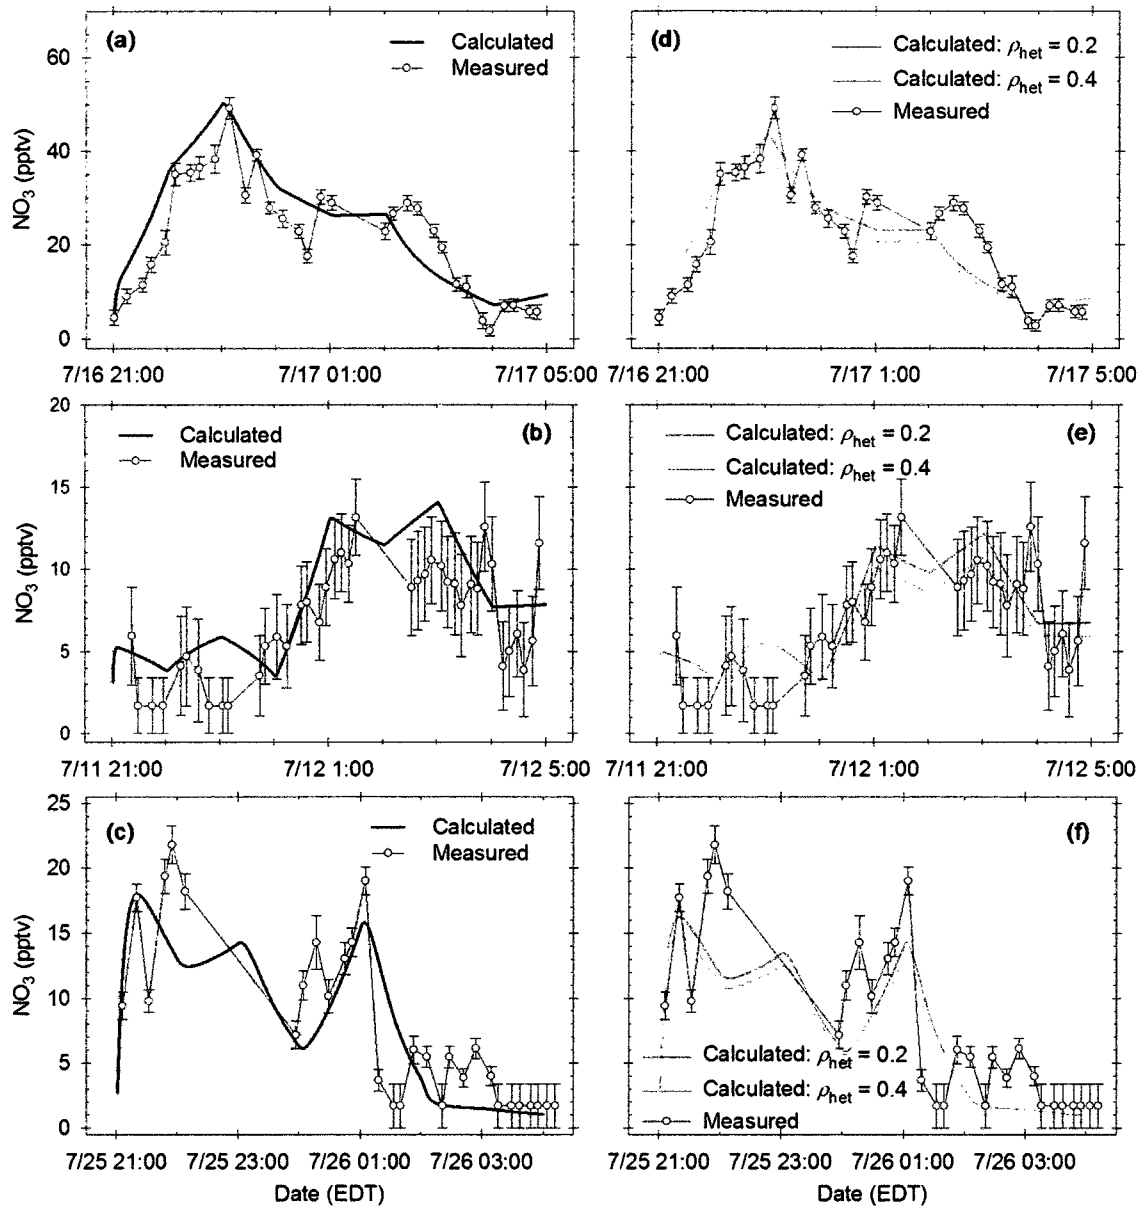 (a)
Calculated
Measured
60
40
20
0
NO3 (pptv)
7/16 21:00
7/17 01:00
7/17 05:00
(d)
Calculated: ρhet = 0.2
Calculated: ρhet = 0.4
Measured
7/16 21:00
7/17 1:00
7/17 5:00
20
15
10
5
0
NO3 (pptv)
Calculated
Measured
(b)
7/11 21:00
7/12 1:00
7/12 5:00
Calculated: ρhet = 0.2
(e)
Calculated: ρhet = 0.4
Measured
7/11 21:00
7/12 1:00
7/12 5:00
25
20
15
10
5
0
NO3 (pptv)
(c)
Calculated
Measured
7/25 21:00
7/25 23:00
7/26 01:00
7/26 03:00
Date (EDT)
(f)
Calculated: ρhet = 0.2
Calculated: ρhet = 0.4
Measured
7/25 21:00
7/25 23:00
7/26 01:00
7/26 03:00
Date (EDT)